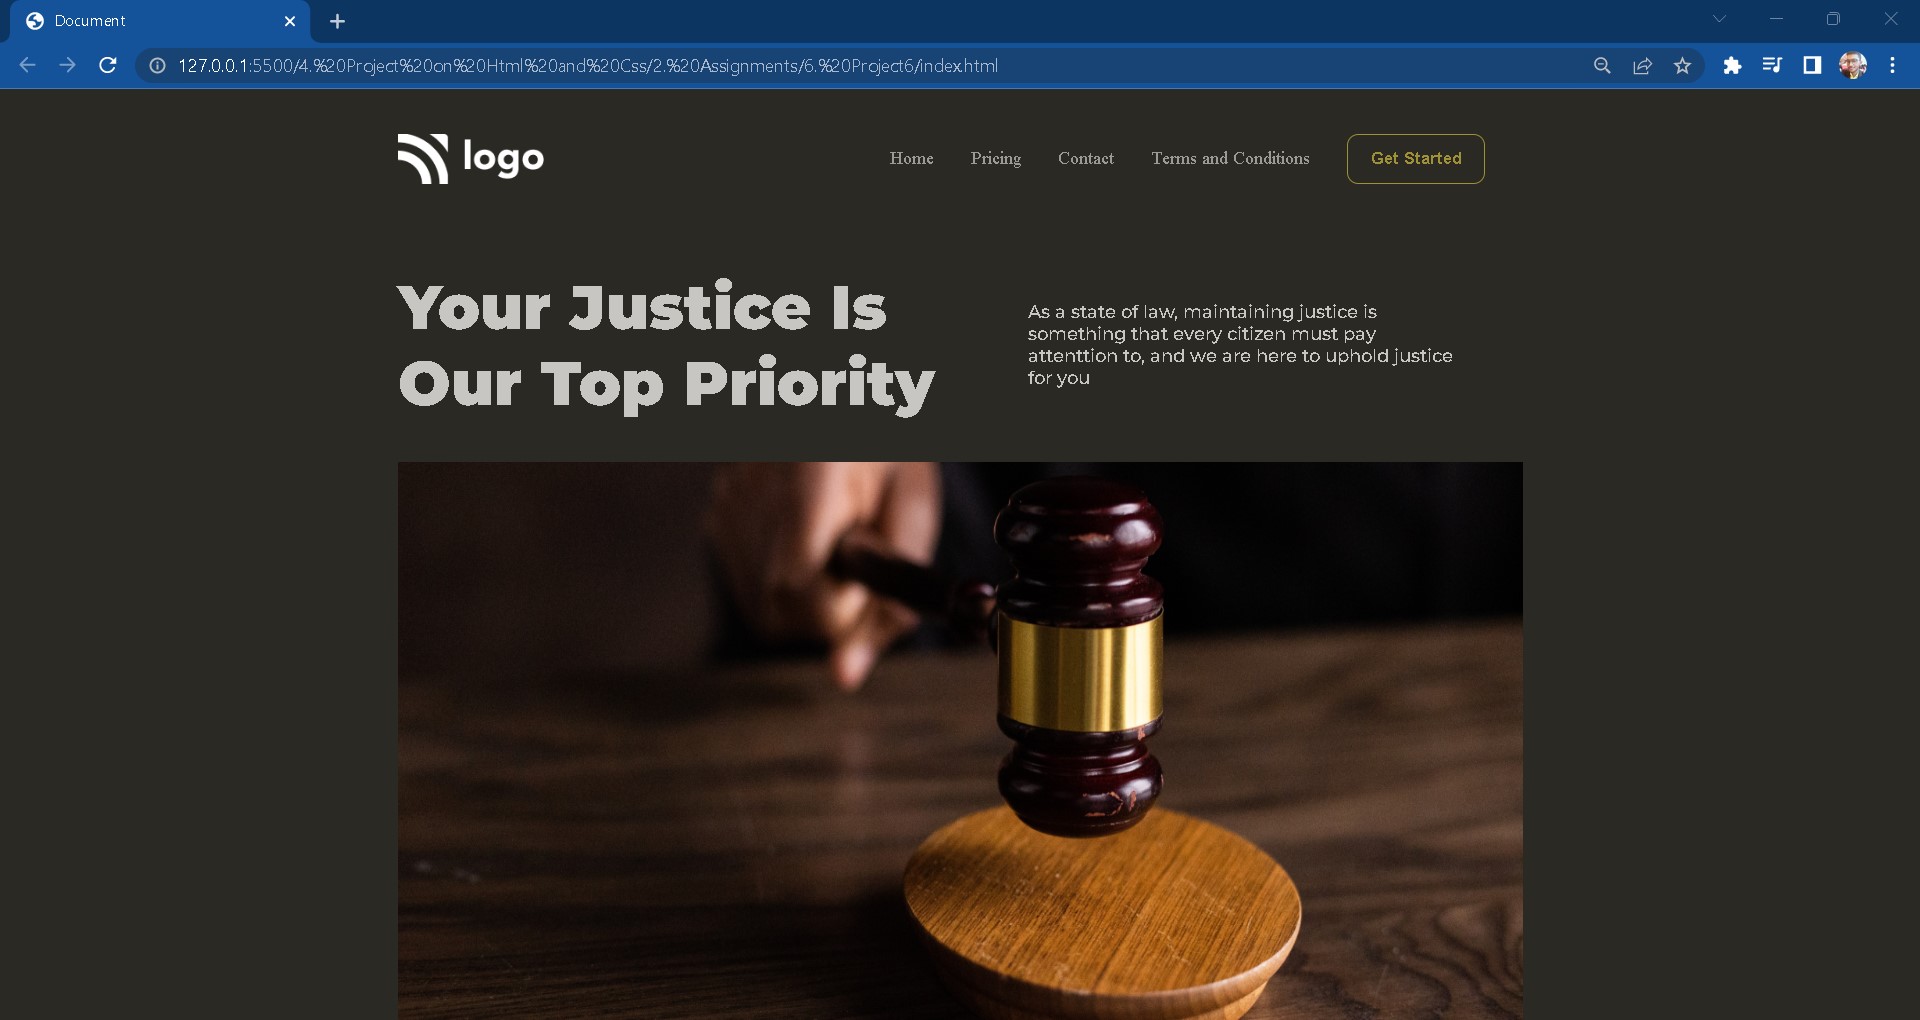 Document
127.0.0.1:5500/4.%20Project%20on%20Html%20and%20Css/2.%20Assignments/6.%20Project6/index.html
logo
Home
Pricing
Contact
Terms and Conditions
Get Started
Your Justice Is
Our Top Priority
As a state of law, maintaining justice is
something that every citizen must pay
attenttion to, and we are here to uphold justice
for you